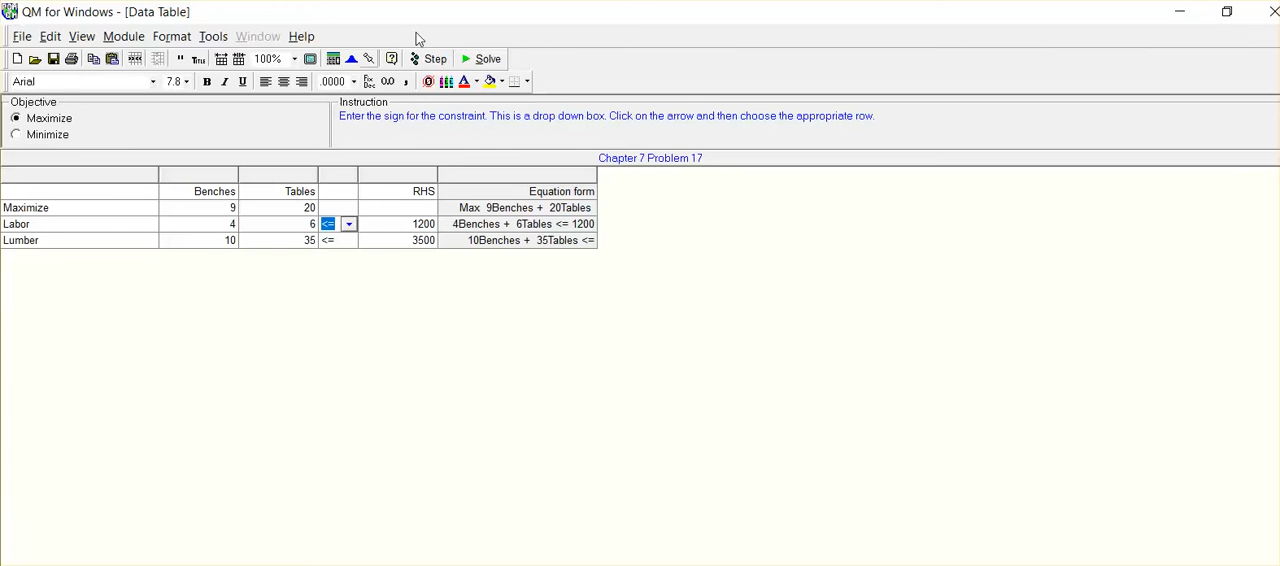 QM for Windows - [Data Table]
File Edit View Module Format Tools Window Help
100% Step Solve
Arial 7.8 B I U .0000 0.0 ,
Objective Instruction
Maximize Enter the sign for the constraint. This is a drop down box. Click on the arrow and then choose the appropriate row.
Minimize
Chapter 7 Problem 17
Benches Tables RHS Equation form
Maximize 9 20 Max 9Benches + 20Tables
Labor 4 6 <= 1200 4Benches + 6Tables <= 1200
Lumber 10 35 <= 3500 10Benches + 35Tables <=